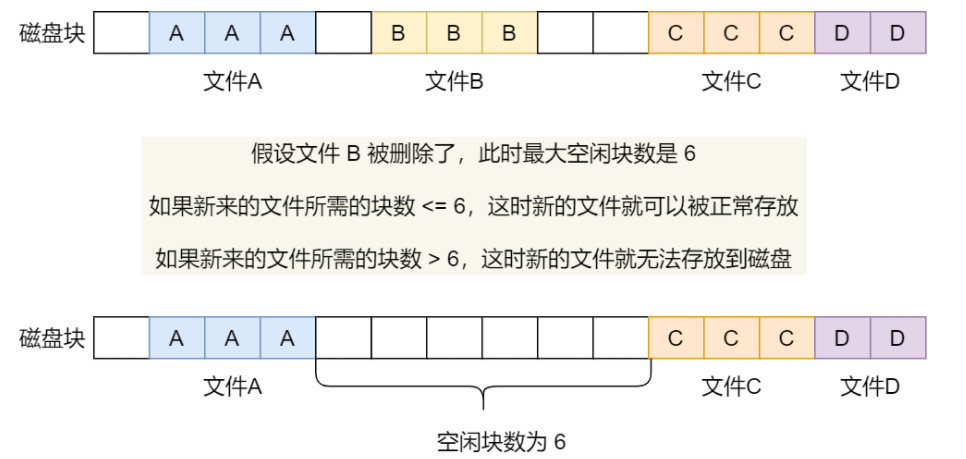 磁盘块 A A A B B B C C C D D
文件A 文件B 文件C 文件D
假设文件 B 被删除了，此时最大空闲块数是 6
如果新来的文件所需的块数 <= 6，这时新的文件就可以被正常存放
如果新来的文件所需的块数 > 6，这时新的文件就无法存放到磁盘
磁盘块 A A A C C C D D
文件A 文件C 文件D
空闲块数为 6